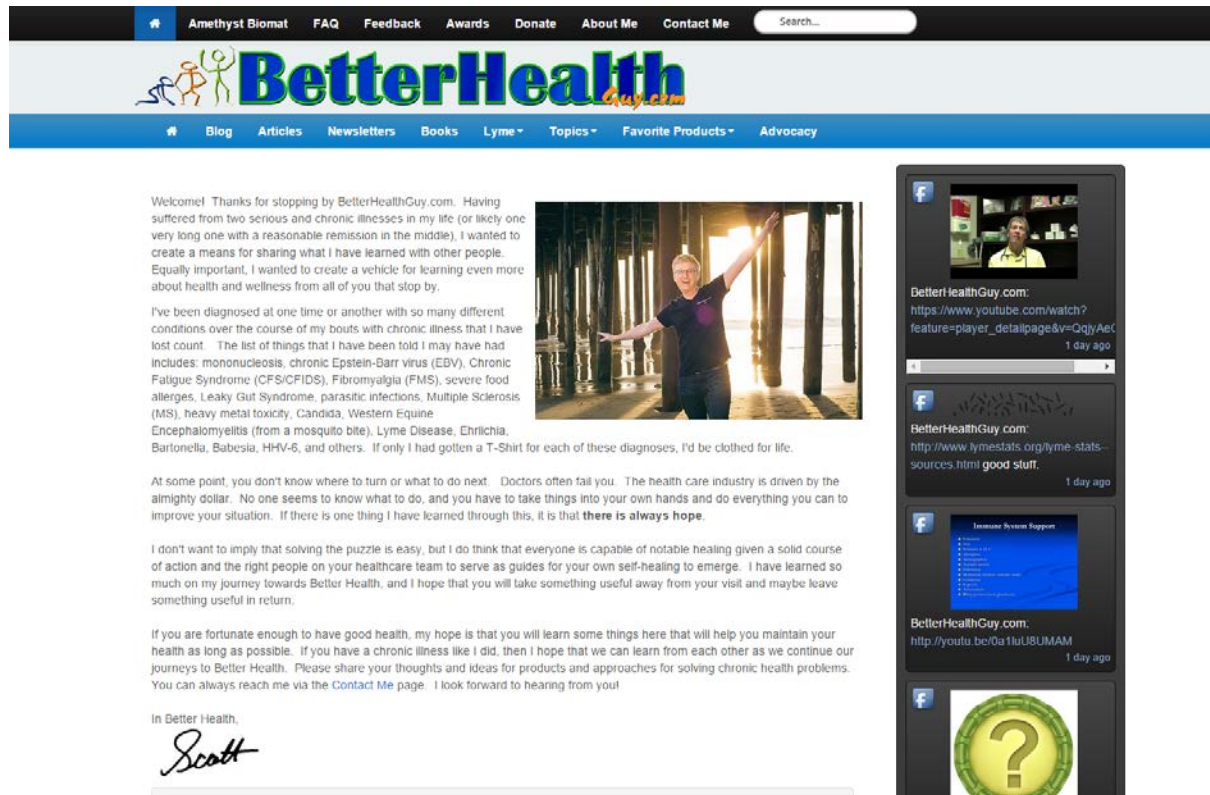 Amethyst Biomat FAQ Feedback Awards Donate About Me Contact Me Search...
BetterHealth
Guy.com
Blog Articles Newsletters Books Lyme Topics Favorite Products Advocacy
Welcome! Thanks for stopping by BetterHealthGuy.com. Having
suffered from two serious and chronic illnesses in my life (or likely one
very long one with a reasonable remission in the middle), I wanted to
create a means for sharing what I have learned with other people.
Equally important, I wanted to create a vehicle for learning even more
about health and wellness from all of you that stop by.
I've been diagnosed at one time or another with so many different
conditions over the course of my bouts with chronic illness that I have
lost count. The list of things that I have been told I may have had
includes: mononucleosis, chronic Epstein-Barr virus (EBV), Chronic
Fatigue Syndrome (CFS/CFIDS), Fibromyalgia (FMS), severe food
allerges, Leaky Gut Syndrome, parasitic infections, Multiple Sclerosis
(MS), heavy metal toxicity, Candida, Western Equine
Encephalomyelitis (from a mosquito bite), Lyme Disease, Ehrlichia,
Bartonella, Babesia, HHV-6, and others. If only I had gotten a T-Shirt for each of these diagnoses, I'd be clothed for life.
At some point, you don't know where to turn or what to do next. Doctors often fail you. The health care industry is driven by the
almighty dollar. No one seems to know what to do, and you have to take things into your own hands and do everything you can to
improve your situation. If there is one thing I have learned through this, it is that there is always hope.
I don't want to imply that solving the puzzle is easy, but I do think that everyone is capable of notable healing given a solid course
of action and the right people on your healthcare team to serve as guides for your own self-healing to emerge. I have learned so
much on my journey towards Better Health, and I hope that you will take something useful away from your visit and maybe leave
something useful in return.
If you are fortunate enough to have good health, my hope is that you will learn some things here that will help you maintain your
health as long as possible. If you have a chronic illness like I did, then I hope that we can learn from each other as we continue our
journeys to Better Health. Please share your thoughts and ideas for products and approaches for solving chronic health problems.
You can always reach me via the Contact Me page. I look forward to hearing from you!
In Better Health,
Scott
BetterHealthGuy.com:
https://www.youtube.com/watch?
feature=player_detailpage&v=QqjyAeC
1 day ago
BetterHealthGuy.com:
http://www.lymestats.org/lyme-stats--
sources.html good stuff.
1 day ago
Immune System Support
BetterHealthGuy.com:
http://youtu.be/0a1luU8UMAM
1 day ago
?